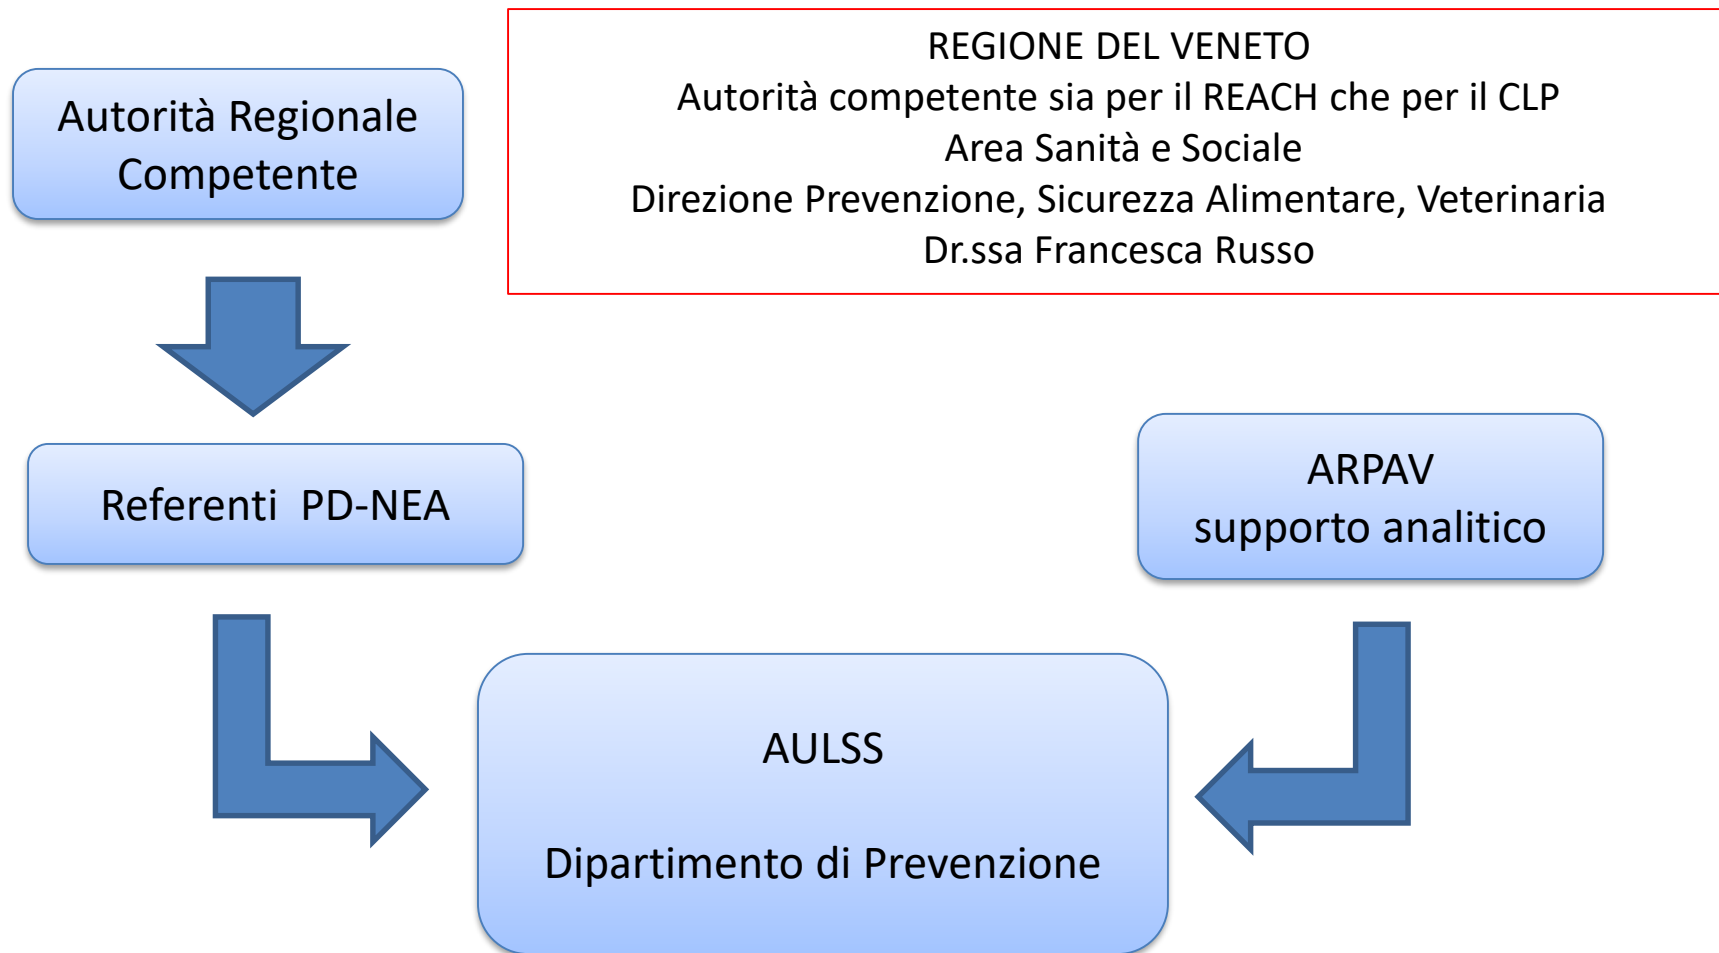 Autorità Regionale
Competente
REGIONE DEL VENETO
Autorità competente sia per il REACH che per il CLP
Area Sanità e Sociale
Direzione Prevenzione, Sicurezza Alimentare, Veterinaria
Dr.ssa Francesca Russo
Referenti  PD-NEA
ARPAV
supporto analitico
AULSS
Dipartimento di Prevenzione